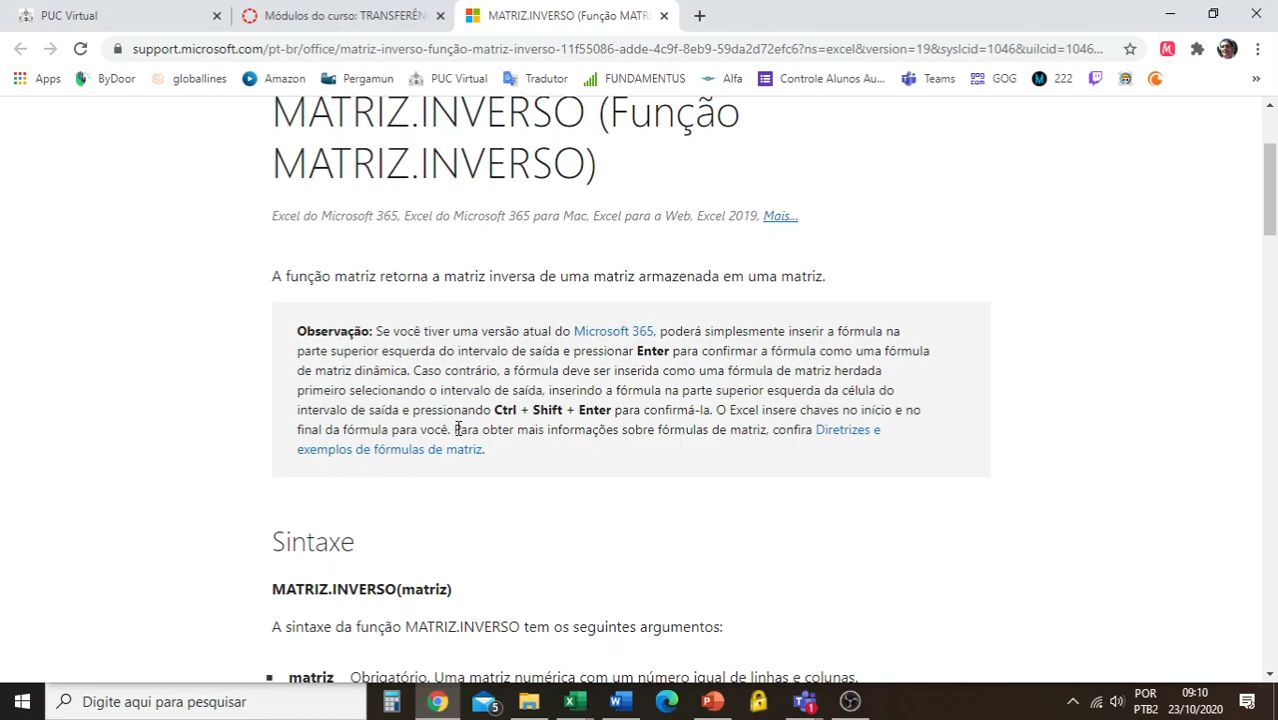 PUC Virtual
Módulos do curso: TRANSFERÊN
MATRIZ.INVERSO (Função MATRI
support.microsoft.com/pt-br/office/matriz-inverso-função-matriz-inverso-11f55086-adde-4c9f-8eb9-59da2d72efc6?ns=excel&version=19&syslcid=1046&uilcid=1046...
Apps ByDoor globallines Amazon Pergamun PUC Virtual Tradutor FUNDAMENTUS Alfa Controle Alunos Au... Teams GOG 222 »
MATRIZ.INVERSO (Função
MATRIZ.INVERSO)
Excel do Microsoft 365, Excel do Microsoft 365 para Mac, Excel para a Web, Excel 2019, Mais...
A função matriz retorna a matriz inversa de uma matriz armazenada em uma matriz.
Observação: Se você tiver uma versão atual do Microsoft 365, poderá simplesmente inserir a fórmula na
parte superior esquerda do intervalo de saída e pressionar Enter para confirmar a fórmula como uma fórmula
de matriz dinâmica. Caso contrário, a fórmula deve ser inserida como uma fórmula de matriz herdada
primeiro selecionando o intervalo de saída, inserindo a fórmula na parte superior esquerda da célula do
intervalo de saída e pressionando Ctrl + Shift + Enter para confirmá-la. O Excel insere chaves no início e no
final da fórmula para você. Para obter mais informações sobre fórmulas de matriz, confira Diretrizes e
exemplos de fórmulas de matriz.
Sintaxe
MATRIZ.INVERSO(matriz)
A sintaxe da função MATRIZ.INVERSO tem os seguintes argumentos:
matriz Obrigatório. Uma matriz numérica com um número igual de linhas e colunas.
Digite aqui para pesquisar
5
1
POR
PTB2
09:10
23/10/2020